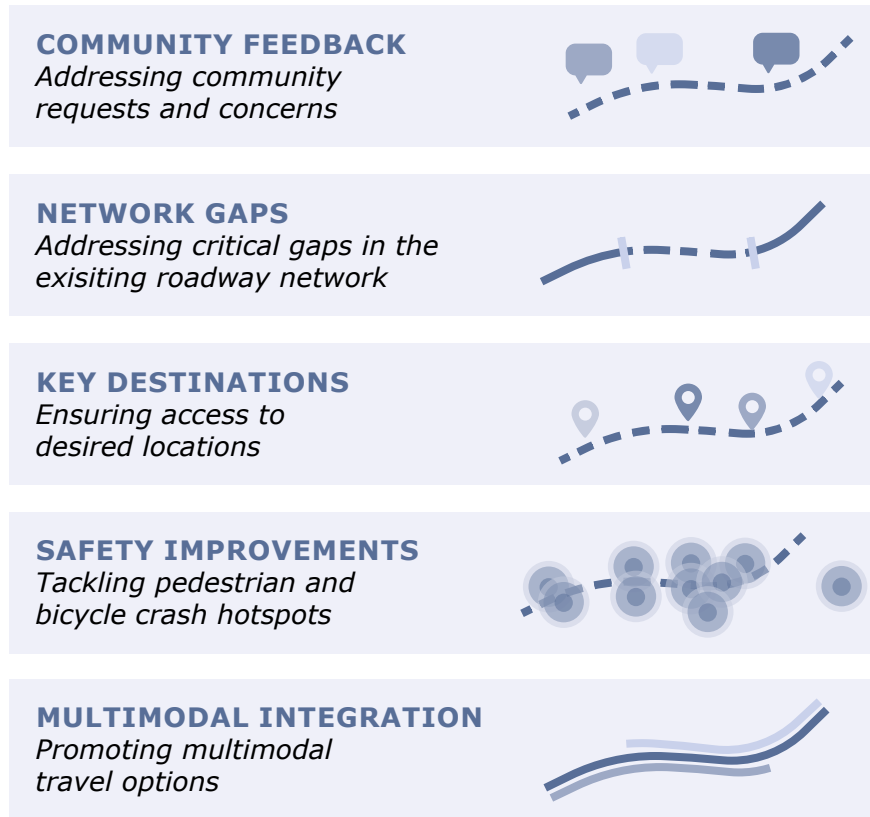 COMMUNITY FEEDBACK
Addressing community
requests and concerns
NETWORK GAPS
Addressing critical gaps in the
exisiting roadway network
KEY DESTINATIONS
Ensuring access to
desired locations
SAFETY IMPROVEMENTS
Tackling pedestrian and
bicycle crash hotspots
MULTIMODAL INTEGRATION
Promoting multimodal
travel options